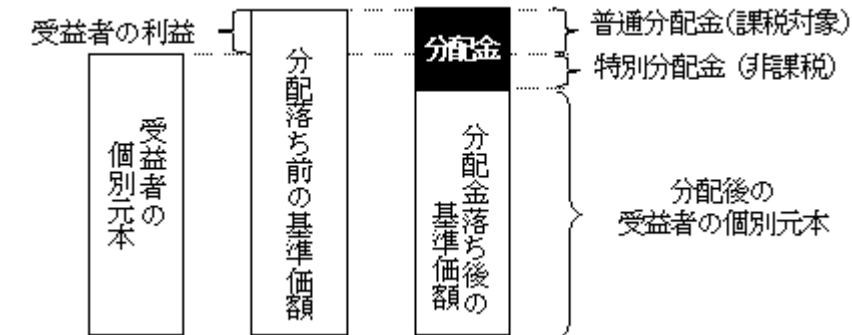 受益者の利益
受益者の
個別元本
分配落ち前の基準価額
分配金
分配金落ち後の
基準価額
普通分配金(課税対象)
特別分配金 (非課税)
分配後の
受益者の個別元本